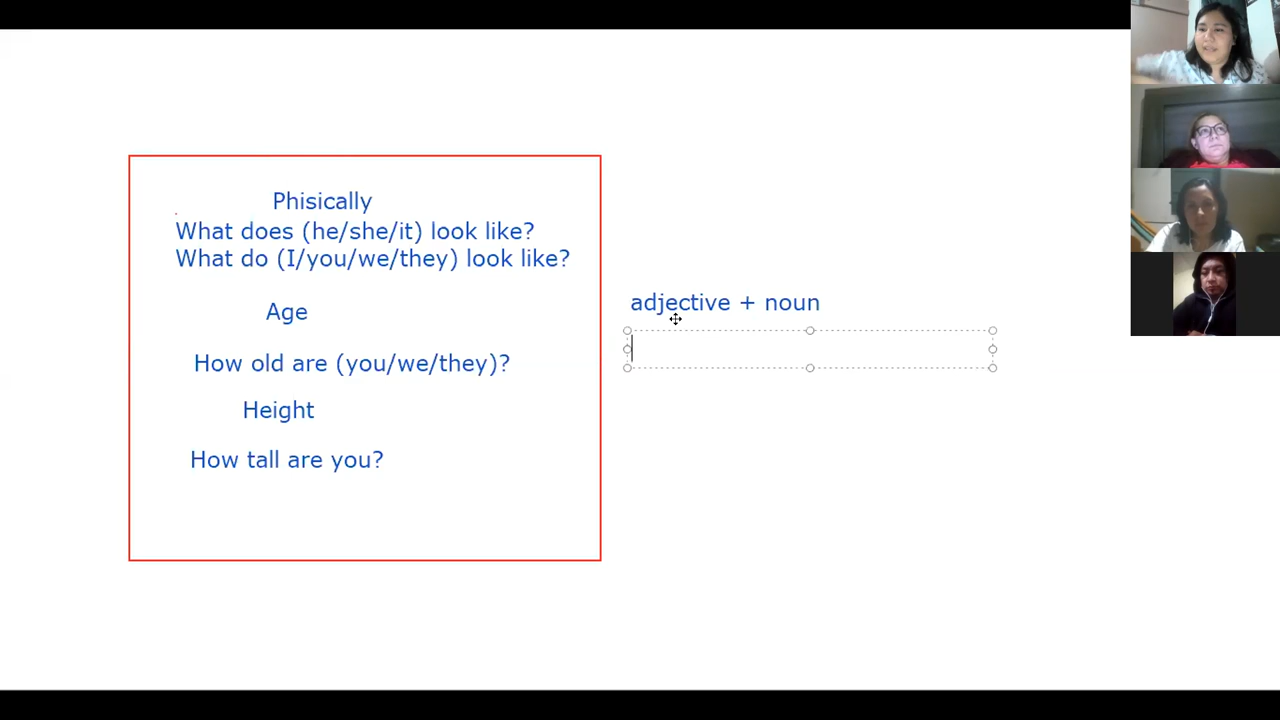 Phisically
What does (he/she/it) look like?
What do (I/you/we/they) look like?
Age
How old are (you/we/they)?
Height
How tall are you?
adjective + noun